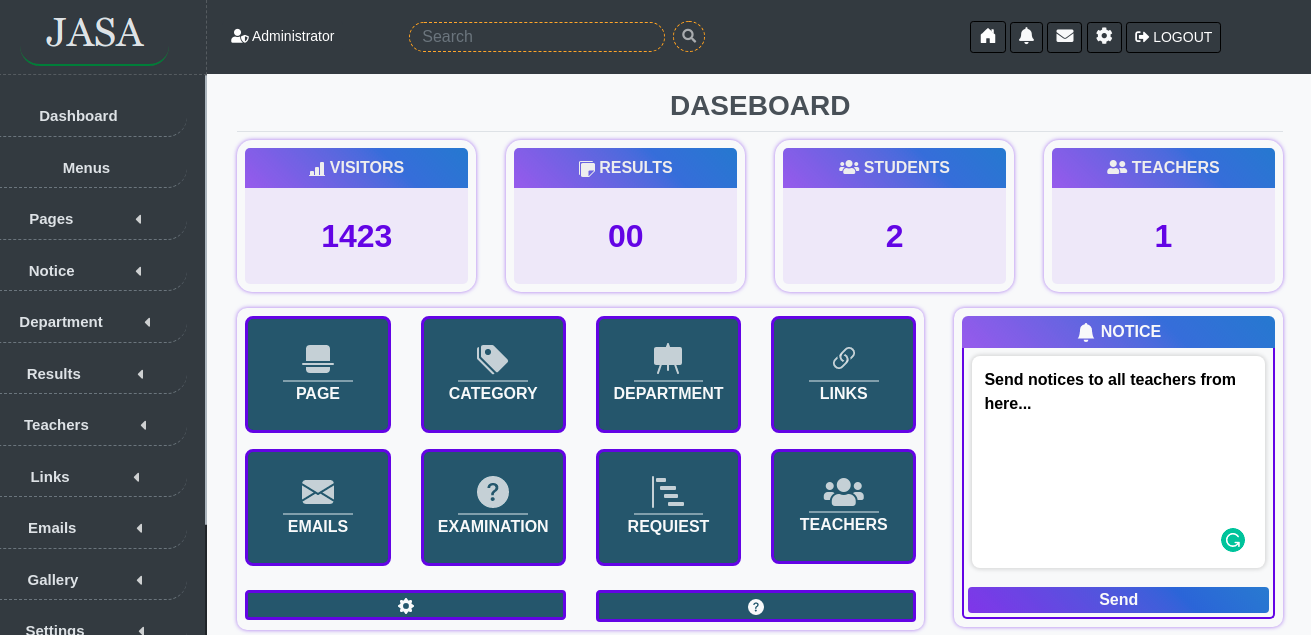 JASA
Administrator
Search
LOGOUT
Dashboard
Menus
Pages
Notice
Department
Results
Teachers
Links
Emails
Gallery
Settings
DASEBOARD
VISITORS
1423
RESULTS
00
STUDENTS
2
TEACHERS
1
PAGE
CATEGORY
DEPARTMENT
LINKS
EMAILS
EXAMINATION
REQUIEST
TEACHERS
NOTICE
Send notices to all teachers from
here...
Send